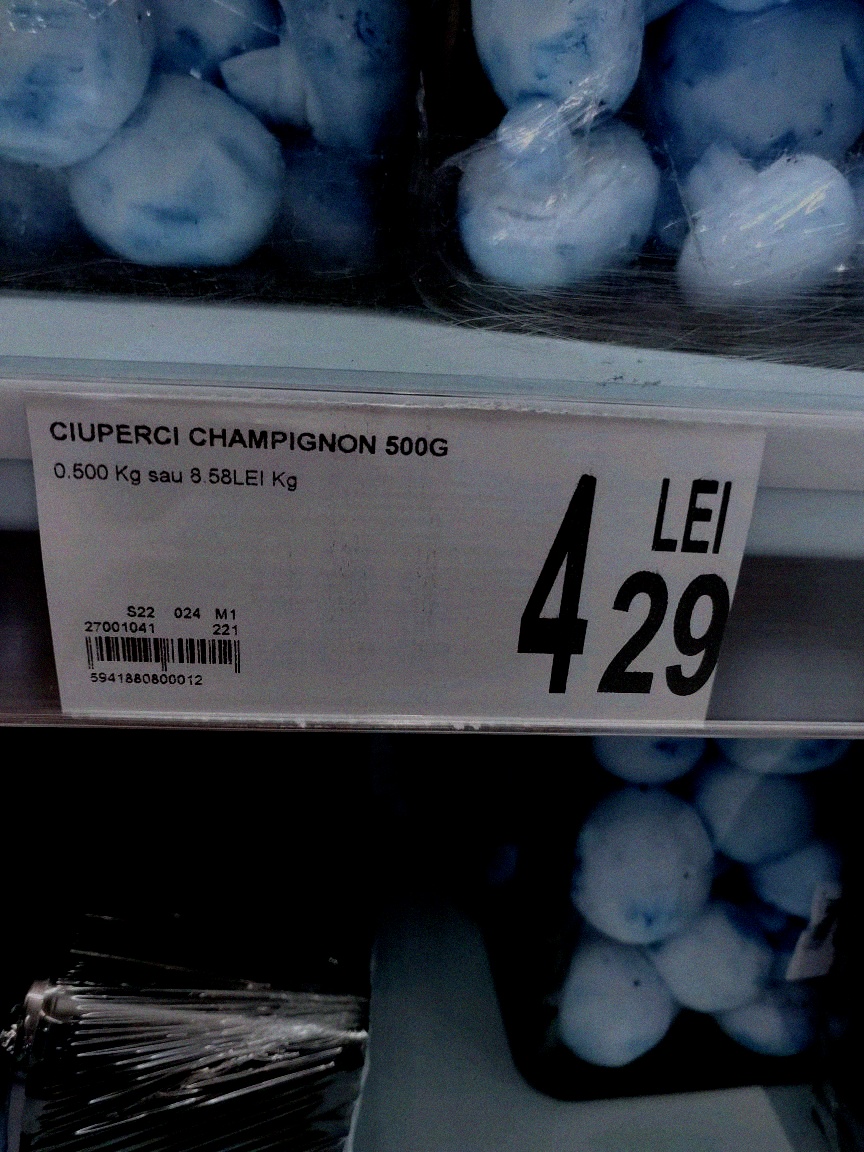 CIUPERCI CHAMPIGNON 500G
0.500 Kg sau 8.58LEI Kg
LEI
4 29
S22 024 M1
27001041 221
5941880800012